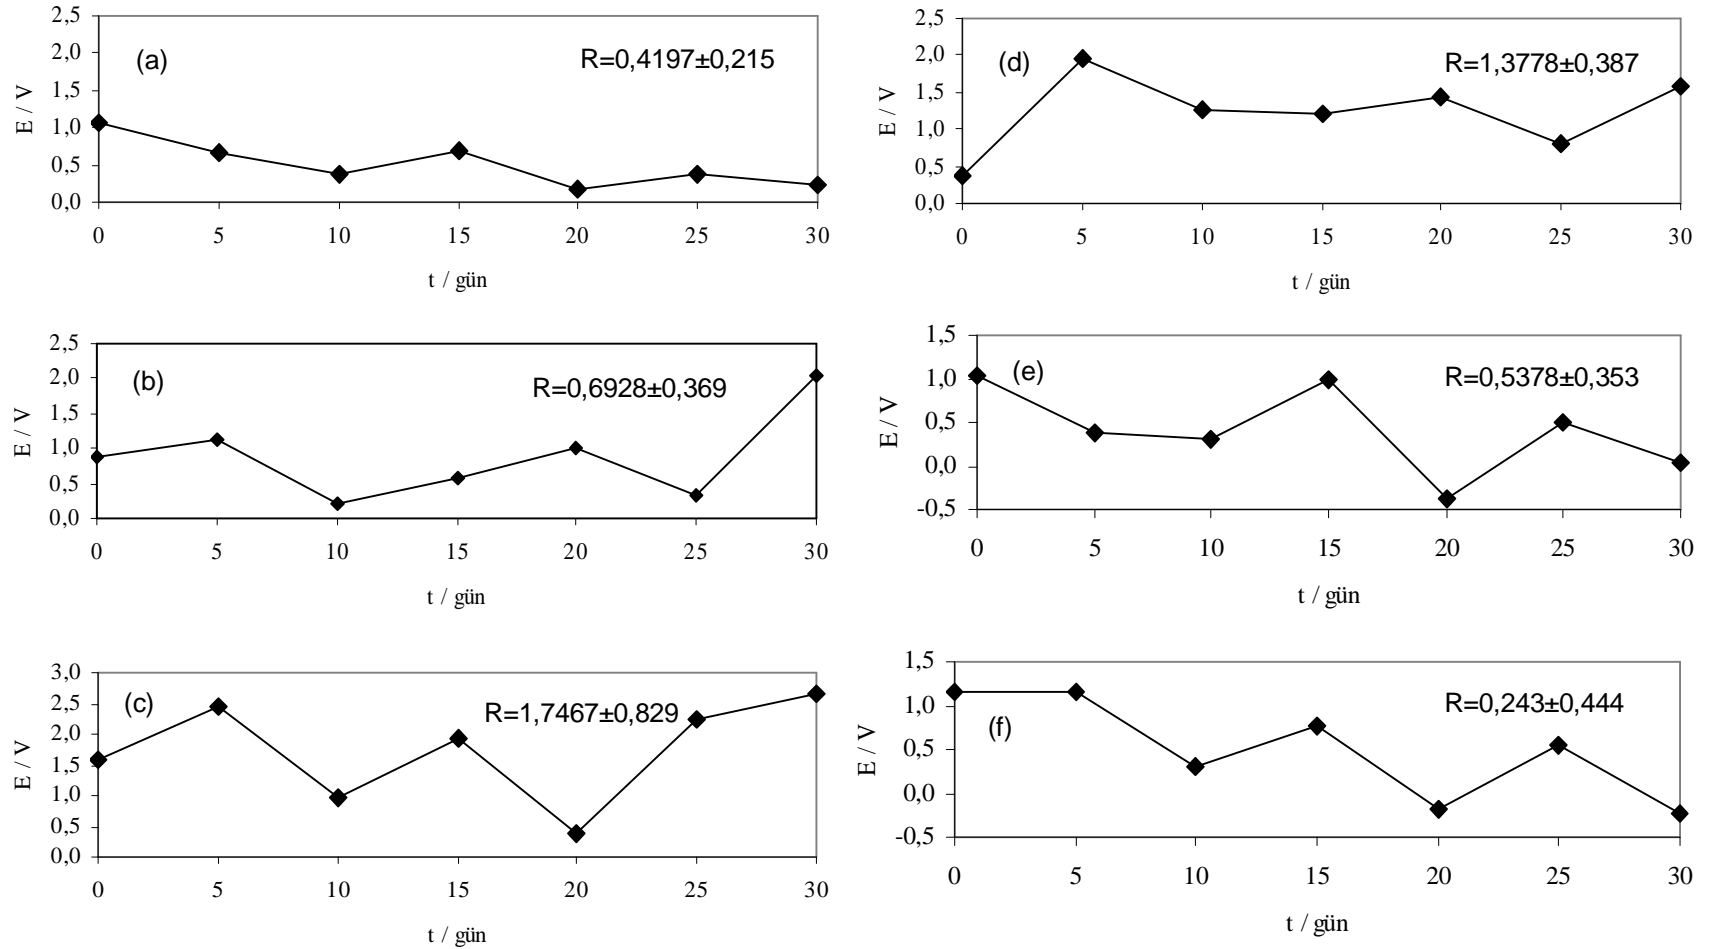 2,5
2,0
1,5
1,0
0,5
0,0
E / V
(a)
R=0,4197±0,215
0 5 10 15 20 25 30
t / gün
2,5
2,0
1,5
1,0
0,5
0,0
E / V
(b)
R=0,6928±0,369
0 5 10 15 20 25 30
t / gün
3,0
2,5
2,0
1,5
1,0
0,5
0,0
E / V
(c)
R=1,7467±0,829
0 5 10 15 20 25 30
t / gün
2,5
2,0
1,5
1,0
0,5
0,0
E / V
(d)
R=1,3778±0,387
0 5 10 15 20 25 30
t / gün
1,5
1,0
0,5
0,0
-0,5
E / V
(e)
R=0,5378±0,353
0 5 10 15 20 25 30
t / gün
1,5
1,0
0,5
0,0
-0,5
E / V
(f)
R=0,243±0,444
0 5 10 15 20 25 30
t / gün